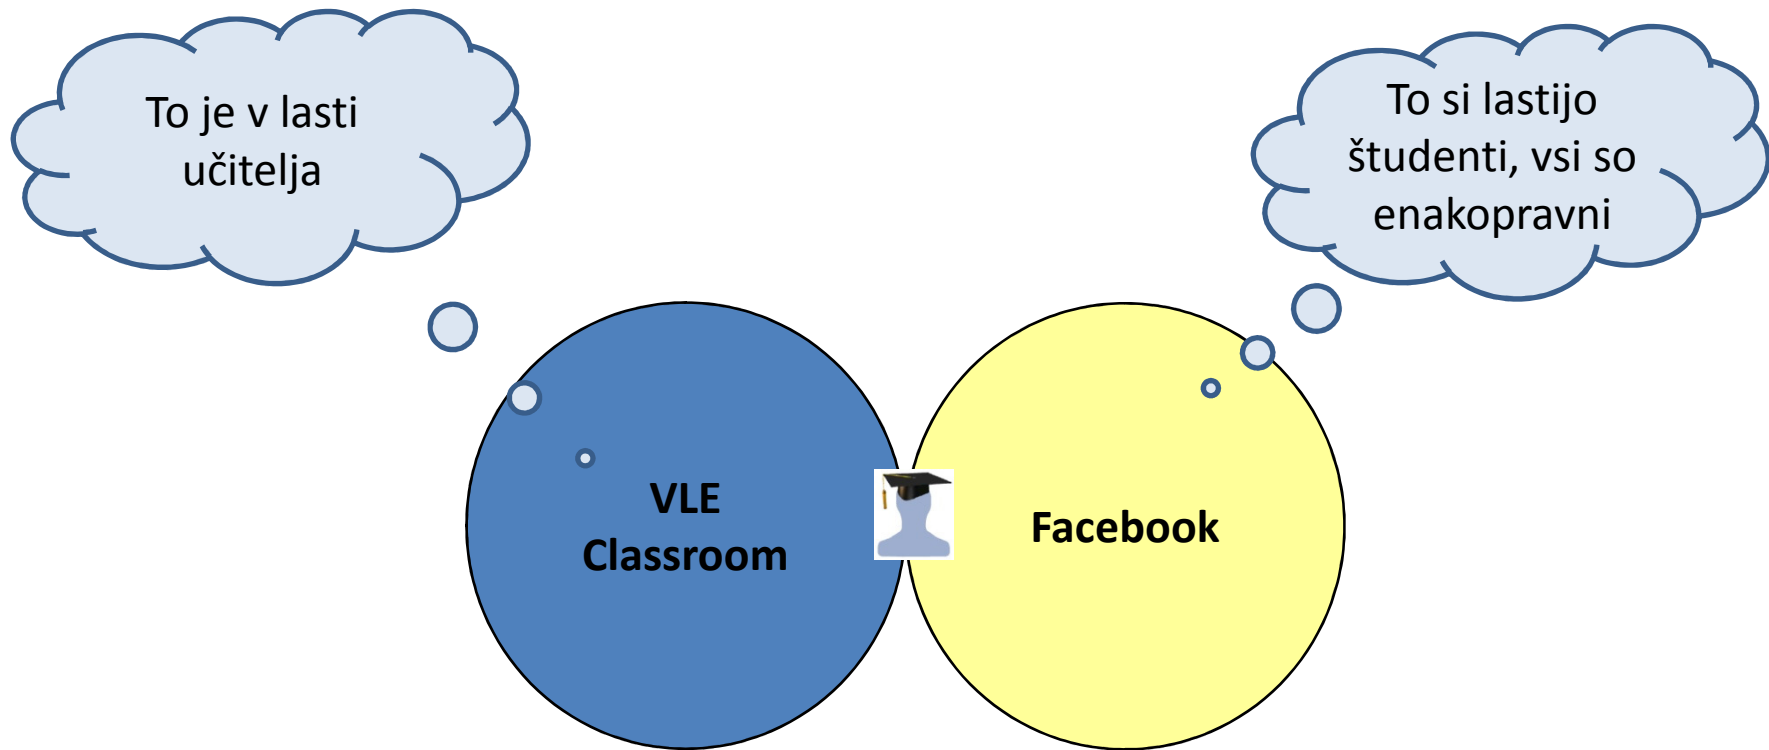 To je v lasti
učitelja
To si lastijo
študenti, vsi so
enakopravni
VLE
Classroom
Facebook